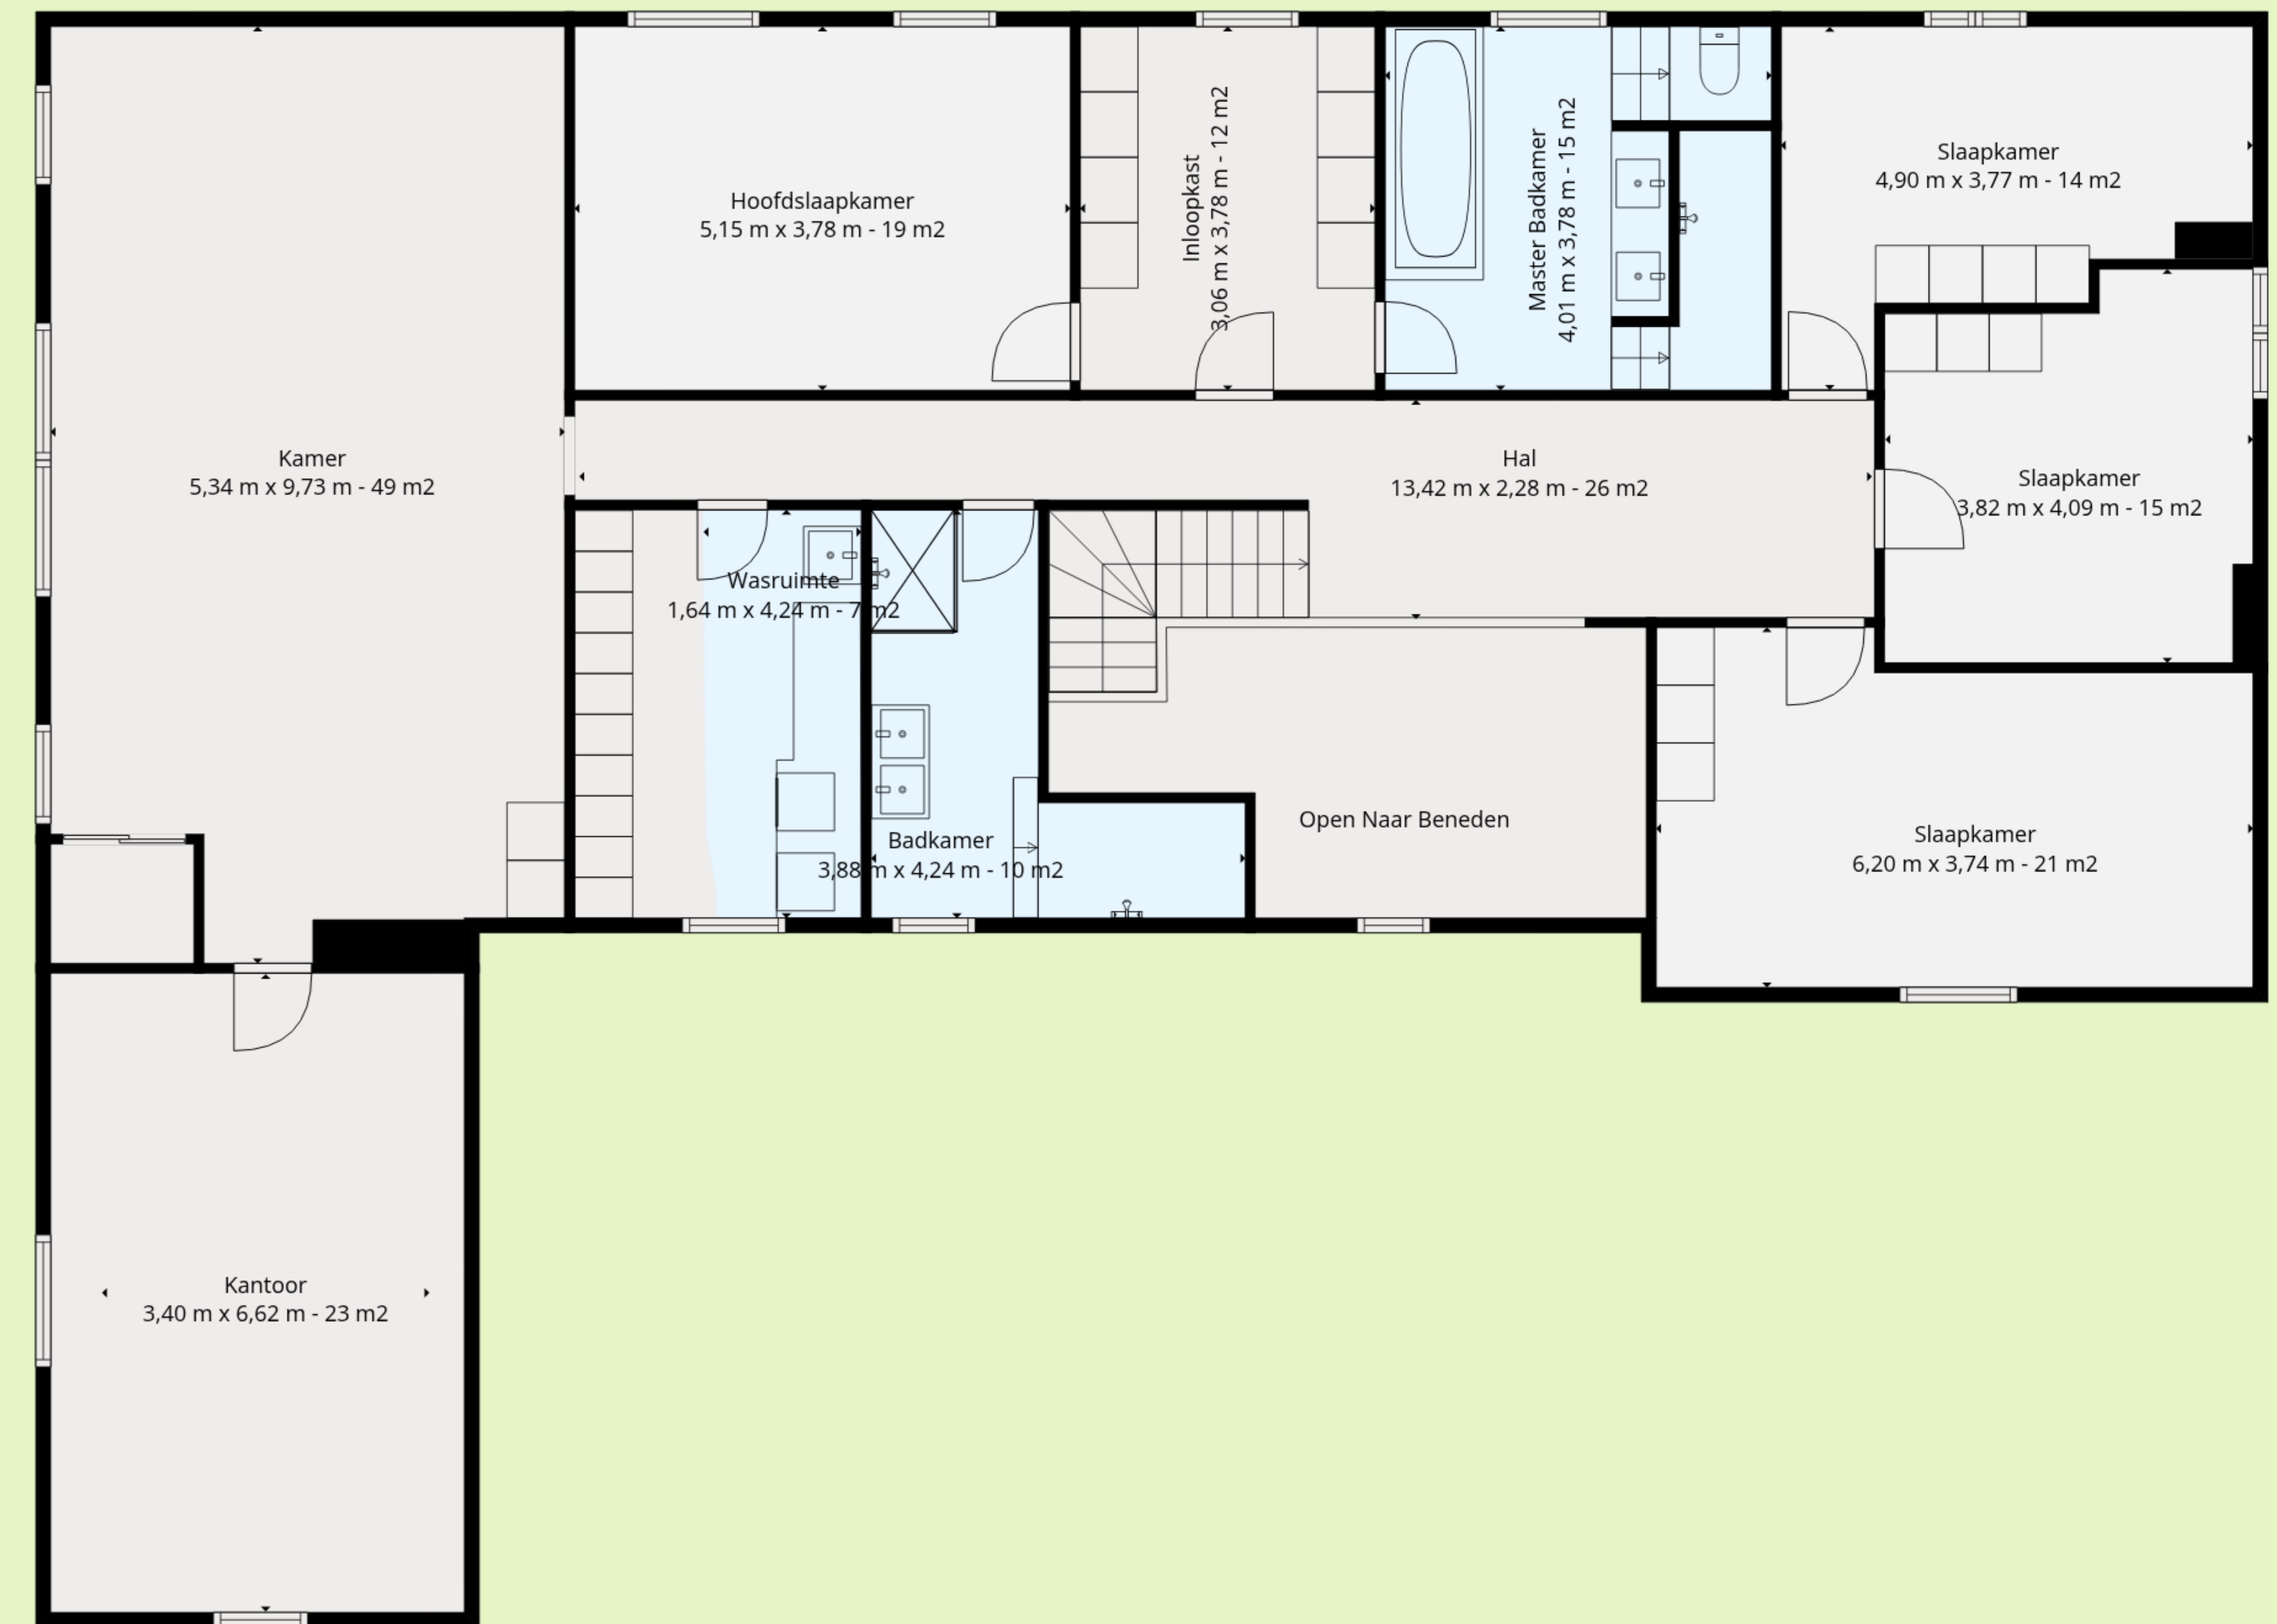 Hoofdslaapkamer
5,15 m x 3,78 m - 19 m2
Inloopkast
3,06 m x 3,78 m - 12 m2
Master Badkamer
4,01 m x 3,78 m - 15 m2
Slaapkamer
4,90 m x 3,77 m - 14 m2
Kamer
5,34 m x 9,73 m - 49 m2
Hal
13,42 m x 2,28 m - 26 m2
Slaapkamer
3,82 m x 4,09 m - 15 m2
Wasruimte
1,64 m x 4,24 m - 7 m2
Badkamer
3,88 m x 4,24 m - 10 m2
Open Naar Beneden
Slaapkamer
6,20 m x 3,74 m - 21 m2
Kantoor
3,40 m x 6,62 m - 23 m2